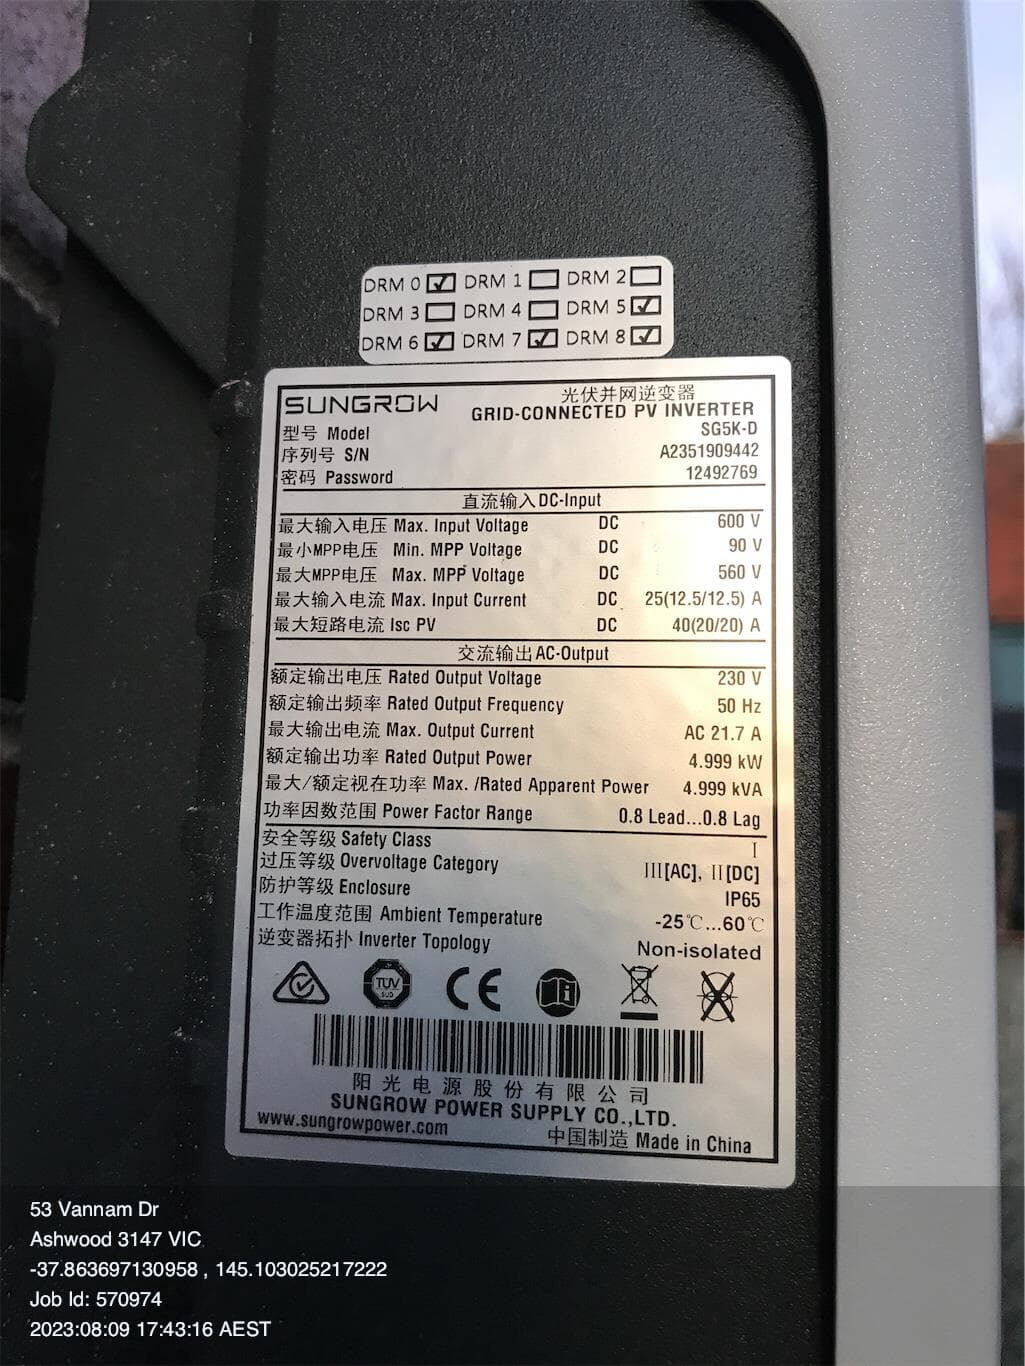 DRM 0 ☑ DRM 1 ☐ DRM 2 ☐
DRM 3 ☐ DRM 4 ☐ DRM 5 ☑
DRM 6 ☑ DRM 7 ☑ DRM 8 ☑
SUNGROW 光伏并网逆变器
GRID-CONNECTED PV INVERTER
型号 Model SG5K-D
序列号 S/N A2351909442
密码 Password 12492769
直流输入 DC-Input
最大输入电压 Max. Input Voltage DC 600 V
最小MPP电压 Min. MPP Voltage DC 90 V
最大MPP电压 Max. MPP Voltage DC 560 V
最大输入电流 Max. Input Current DC 25(12.5/12.5) A
最大短路电流 Isc PV DC 40(20/20) A
交流输出 AC-Output
额定输出电压 Rated Output Voltage 230 V
额定输出频率 Rated Output Frequency 50 Hz
最大输出电流 Max. Output Current AC 21.7 A
额定输出功率 Rated Output Power 4.999 kW
最大/额定视在功率 Max. /Rated Apparent Power 4.999 kVA
功率因数范围 Power Factor Range 0.8 Lead...0.8 Lag
安全等级 Safety Class I
过压等级 Overvoltage Category III[AC], II[DC]
防护等级 Enclosure IP65
工作温度范围 Ambient Temperature -25℃...60℃
逆变器拓扑 Inverter Topology Non-isolated
TUV SUD CE
阳光电源股份有限公司
SUNGROW POWER SUPPLY CO.,LTD.
www.sungrowpower.com 中国制造 Made in China
53 Vannam Dr
Ashwood 3147 VIC
-37.863697130958 , 145.103025217222
Job Id: 570974
2023:08:09 17:43:16 AEST